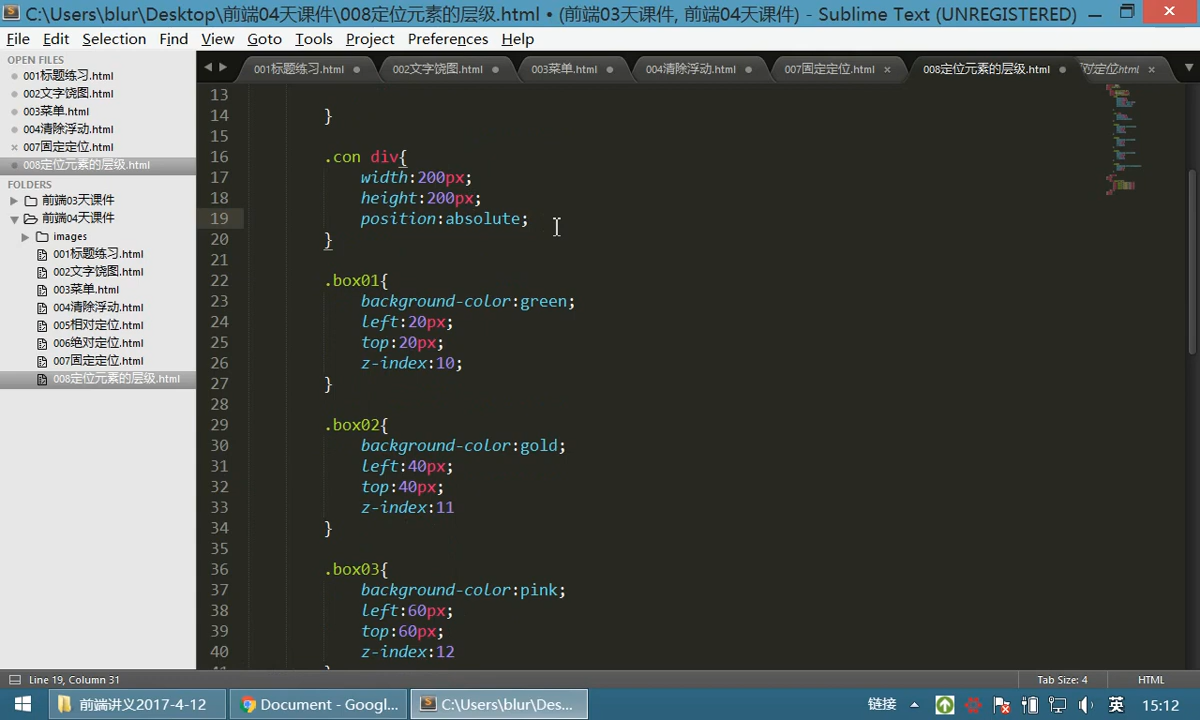 C:\Users\blur\Desktop\前端04天课件\008定位元素的层级.html • (前端03天课件, 前端04天课件) - Sublime Text (UNREGISTERED)
File Edit Selection Find View Goto Tools Project Preferences Help
OPEN FILES
001标题练习.html
002文字饶图.html
003菜单.html
004清除浮动.html
007固定定位.html
008定位元素的层级.html
FOLDERS
前端03天课件
前端04天课件
images
001标题练习.html
002文字饶图.html
003菜单.html
004清除浮动.html
005相对定位.html
006绝对定位.html
007固定定位.html
008定位元素的层级.html
001标题练习.html 002文字饶图.html 003菜单.html 004清除浮动.html 007固定定位.html 008定位元素的层级.html 定位html
13
14 }
15
16 .con div{
17 width:200px;
18 height:200px;
19 position:absolute;
20 }
21
22 .box01{
23 background-color:green;
24 left:20px;
25 top:20px;
26 z-index:10;
27 }
28
29 .box02{
30 background-color:gold;
31 left:40px;
32 top:40px;
33 z-index:11
34 }
35
36 .box03{
37 background-color:pink;
38 left:60px;
39 top:60px;
40 z-index:12
Line 19, Column 31 Tab Size: 4 HTML
前端讲义2017-4-12 Document - Googl... C:\Users\blur\Des... 链接 英 15:12